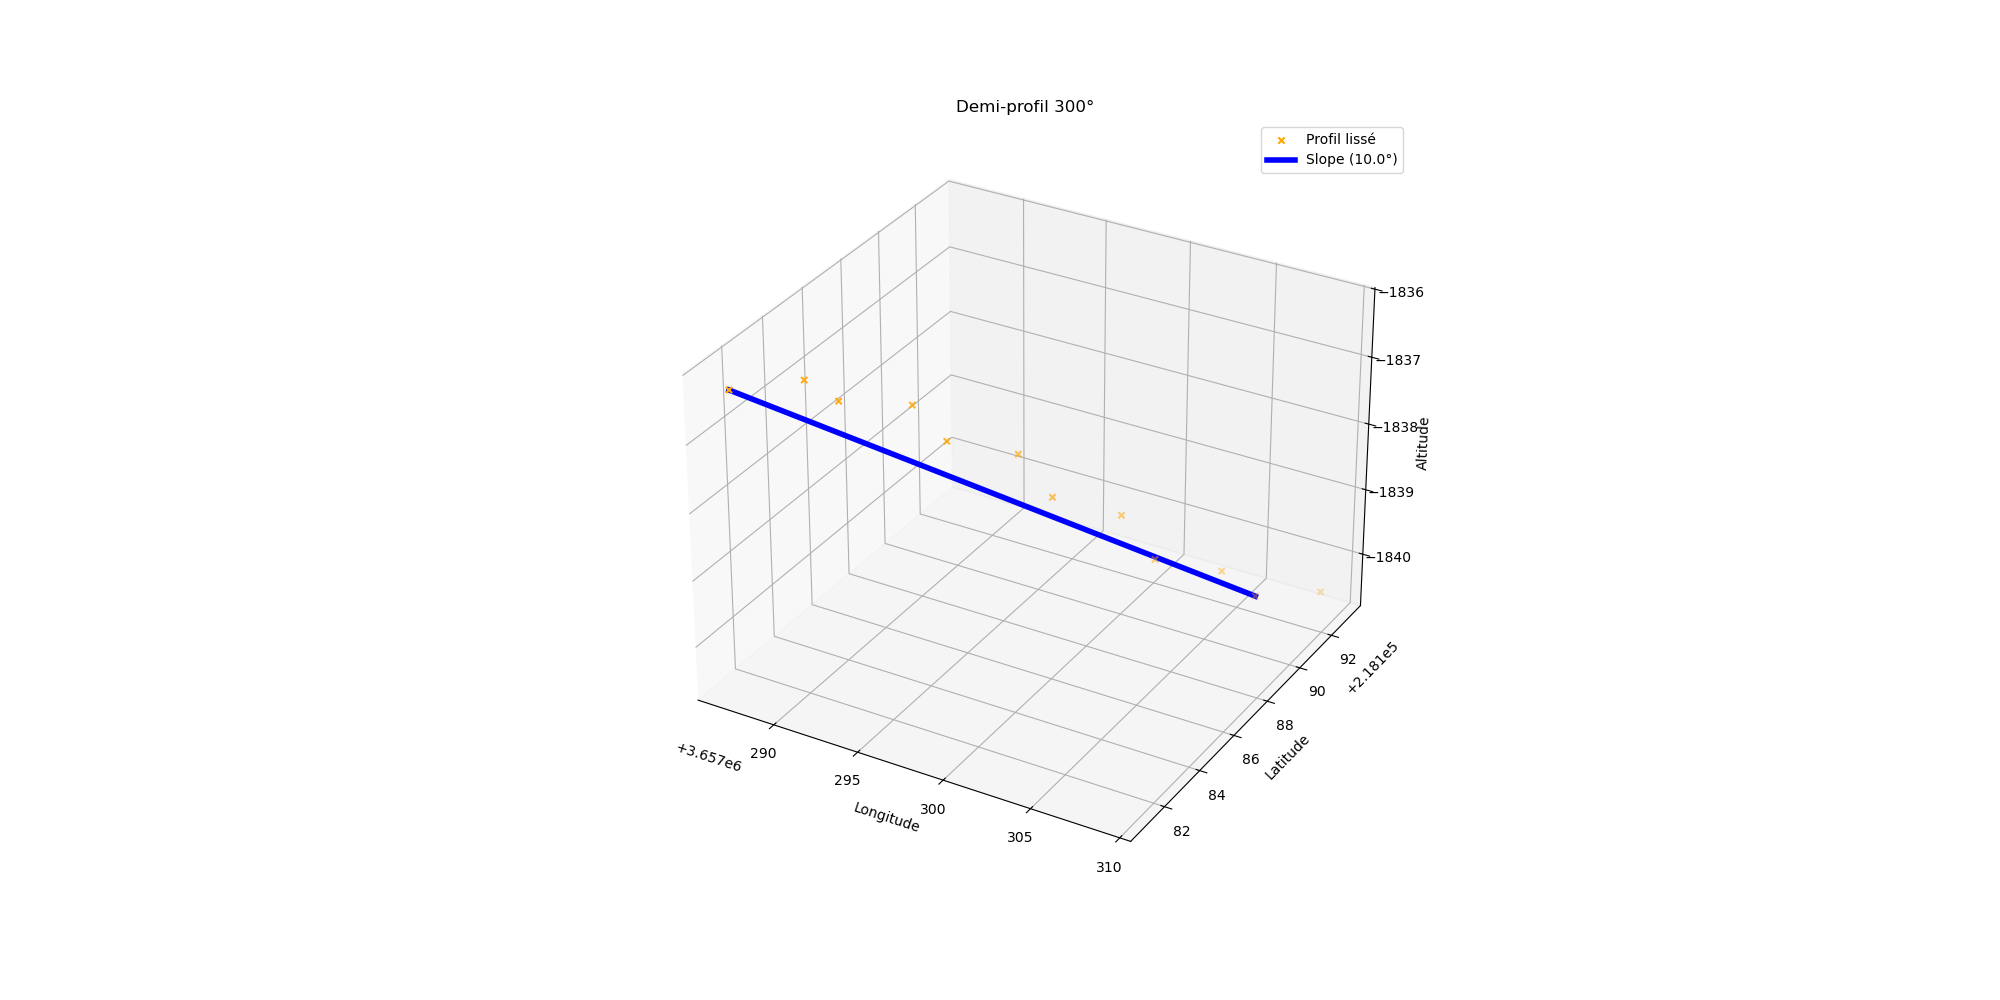 Demi-profil 300°
Profil lissé
Slope (10.0°)
−1836
−1837
−1838
−1839
−1840
Altitude
92
90
88
86
84
82
+2.181e5
Latitude
+3.657e6
290
295
300
305
310
Longitude